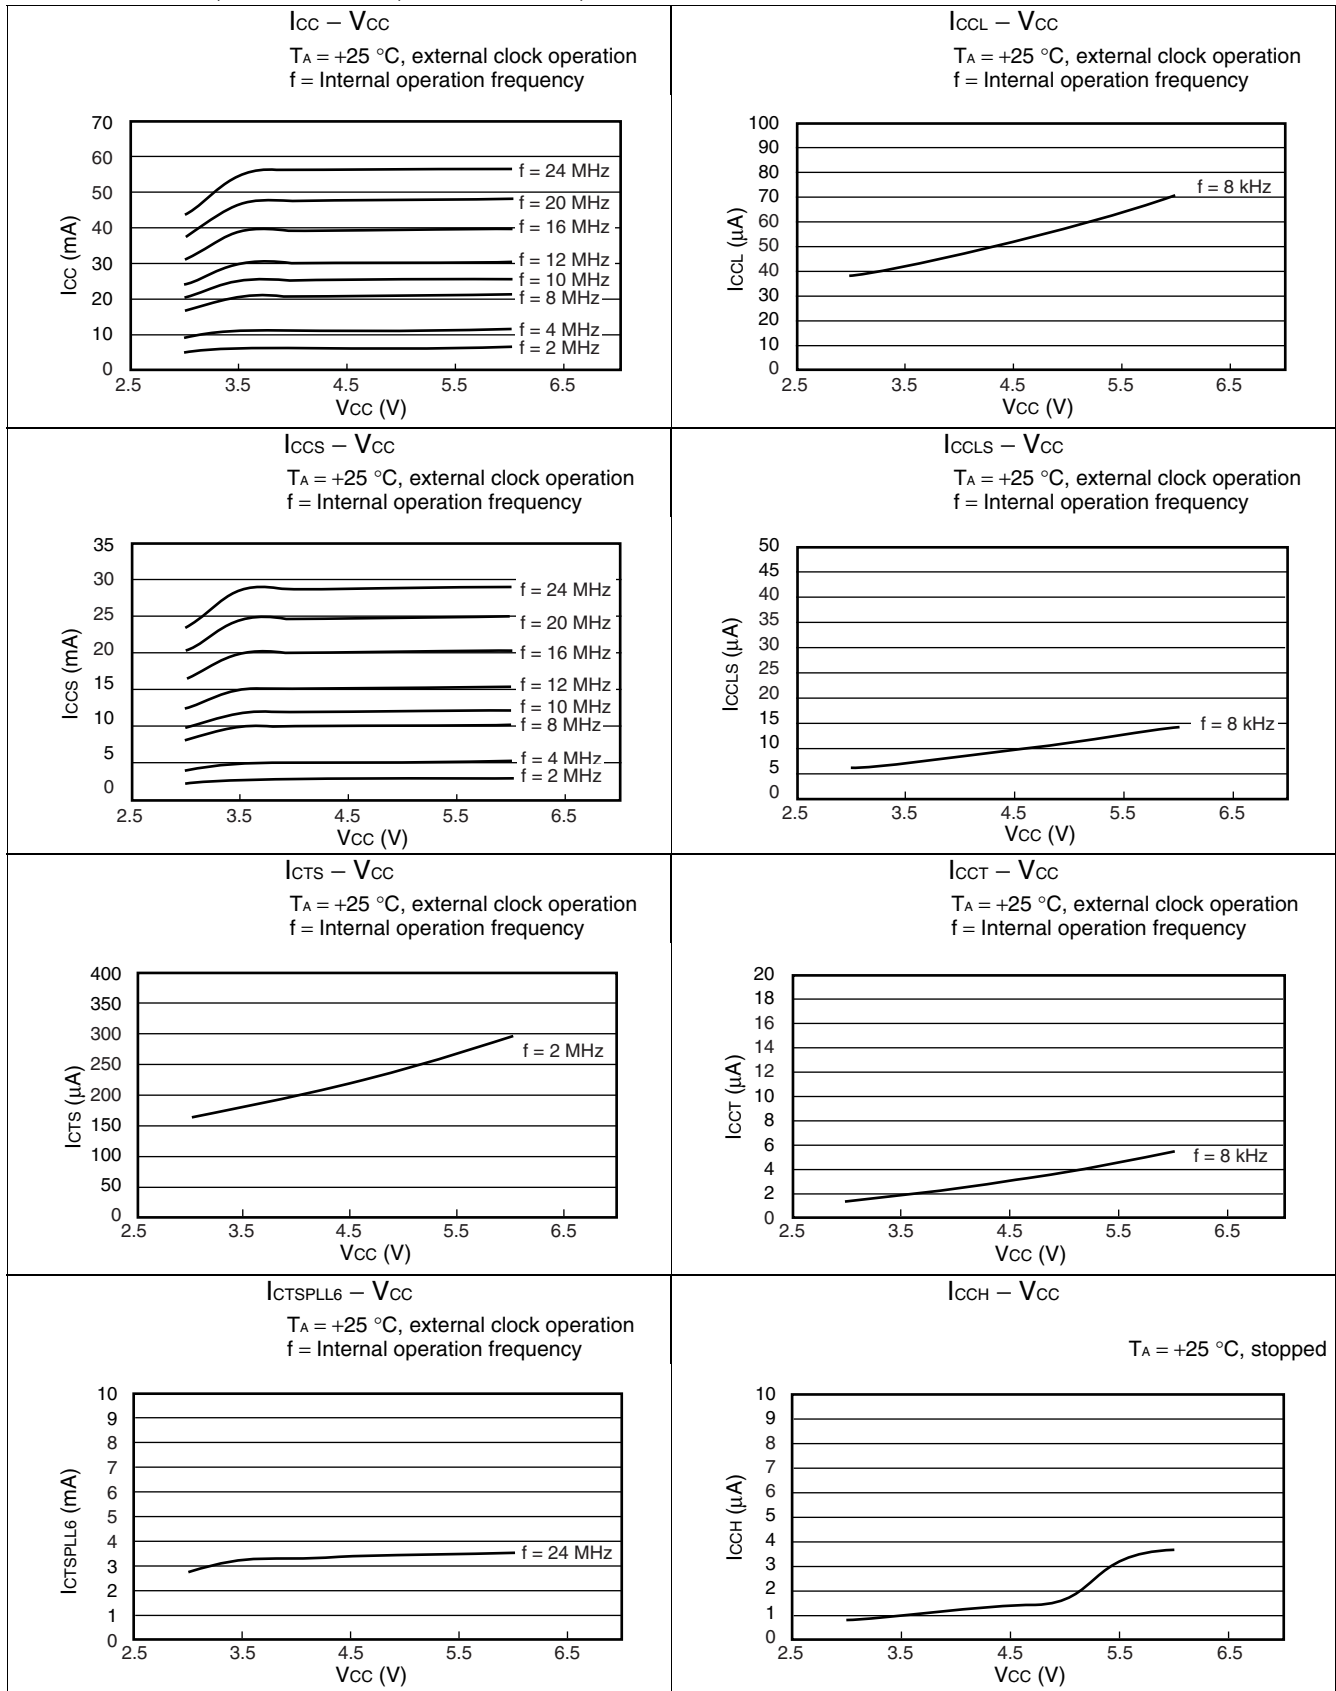 ICC – VCC
TA = +25 °C, external clock operation
f = Internal operation frequency
70
60
50
40
30
20
10
0
ICC (mA)
f = 24 MHz
f = 20 MHz
f = 16 MHz
f = 12 MHz
f = 10 MHz
f = 8 MHz
f = 4 MHz
f = 2 MHz
2.5 3.5 4.5 5.5 6.5
VCC (V)
ICCL – VCC
TA = +25 °C, external clock operation
f = Internal operation frequency
100
90
80
70
60
50
40
30
20
10
0
ICCL (μA)
f = 8 kHz
2.5 3.5 4.5 5.5 6.5
VCC (V)
ICCS – VCC
TA = +25 °C, external clock operation
f = Internal operation frequency
35
30
25
20
15
10
5
0
ICCS (mA)
f = 24 MHz
f = 20 MHz
f = 16 MHz
f = 12 MHz
f = 10 MHz
f = 8 MHz
f = 4 MHz
f = 2 MHz
2.5 3.5 4.5 5.5 6.5
VCC (V)
ICCLS – VCC
TA = +25 °C, external clock operation
f = Internal operation frequency
50
45
40
35
30
25
20
15
10
5
0
ICCLS (μA)
f = 8 kHz
2.5 3.5 4.5 5.5 6.5
VCC (V)
ICTS – VCC
TA = +25 °C, external clock operation
f = Internal operation frequency
400
350
300
250
200
150
100
50
0
ICTS (μA)
f = 2 MHz
2.5 3.5 4.5 5.5 6.5
VCC (V)
ICCT – VCC
TA = +25 °C, external clock operation
f = Internal operation frequency
20
18
16
14
12
10
8
6
4
2
0
ICCT (μA)
f = 8 kHz
2.5 3.5 4.5 5.5 6.5
VCC (V)
ICTSPLL6 – VCC
TA = +25 °C, external clock operation
f = Internal operation frequency
10
9
8
7
6
5
4
3
2
1
0
ICTSPLL6 (mA)
f = 24 MHz
2.5 3.5 4.5 5.5 6.5
VCC (V)
ICCH – VCC
TA = +25 °C, stopped
10
9
8
7
6
5
4
3
2
1
0
ICCH (μA)
2.5 3.5 4.5 5.5 6.5
VCC (V)